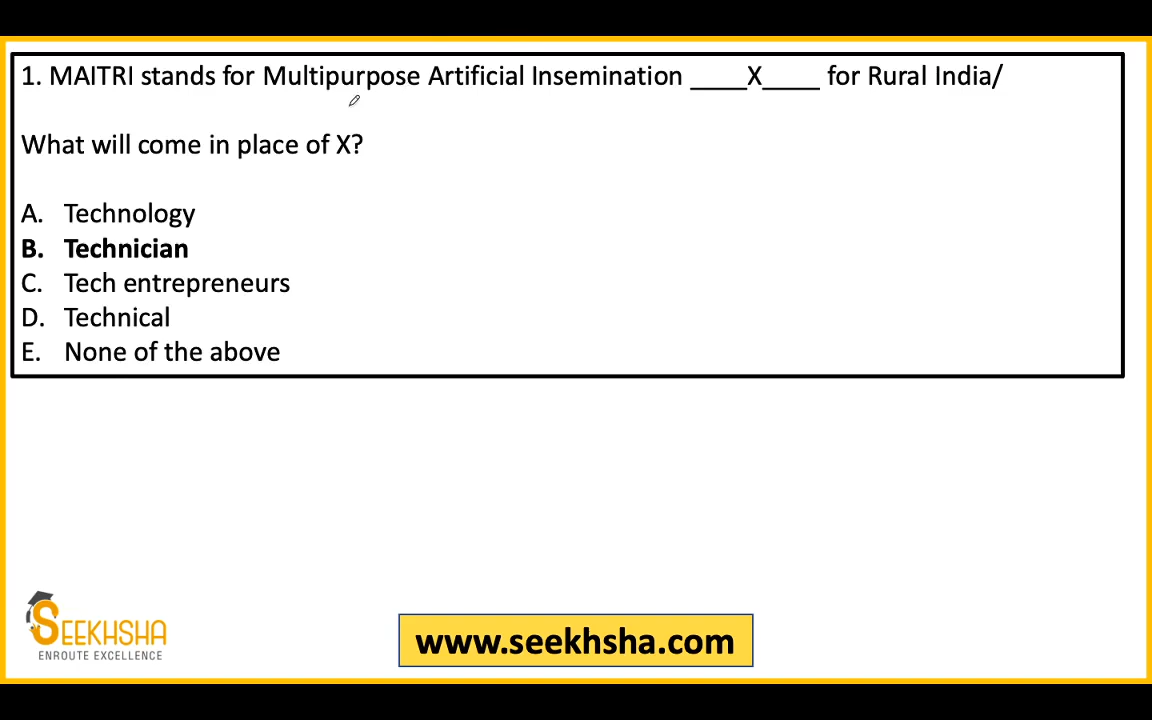 1. MAITRI stands for Multipurpose Artificial Insemination ____X____ for Rural India/
What will come in place of X?
A. Technology
B. Technician
C. Tech entrepreneurs
D. Technical
E. None of the above
SEEKHSHA
ENROUTE EXCELLENCE
www.seekhsha.com